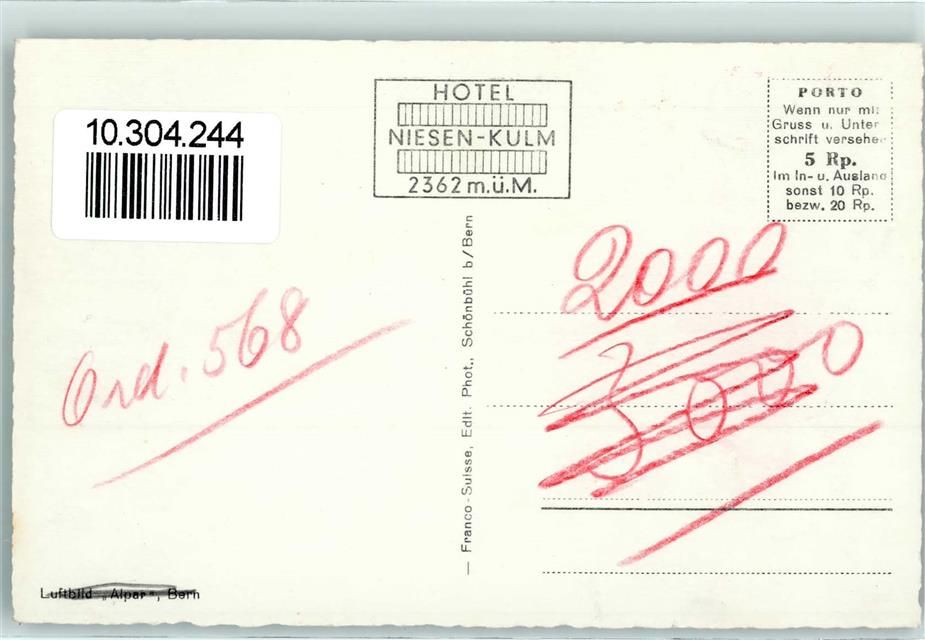 10.304.244
HOTEL
NIESEN-KULM
2362 m.ü.M.
PORTO
Wenn nur mit
Gruss u. Unter
schrift versehen
5 Rp.
Im In- u. Ausland
sonst 10 Rp.
bezw. 20 Rp.
Ord. 568
2000
3000
— Franco-Suisse, Edit. Phot., Schönbühl b/Bern
Luftbild „Alpar“, Bern